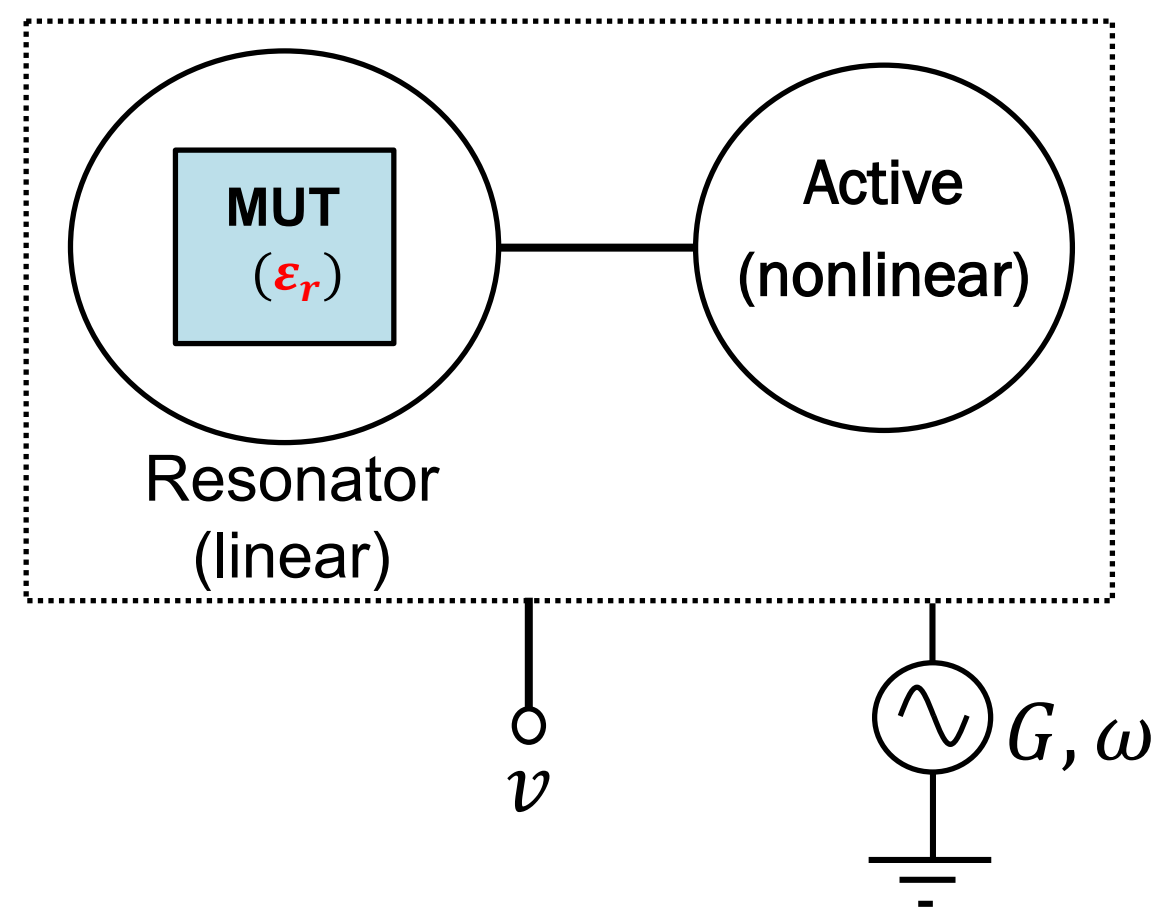 MUT
(εr)
Active
(nonlinear)
Resonator
(linear)
v
G, ω